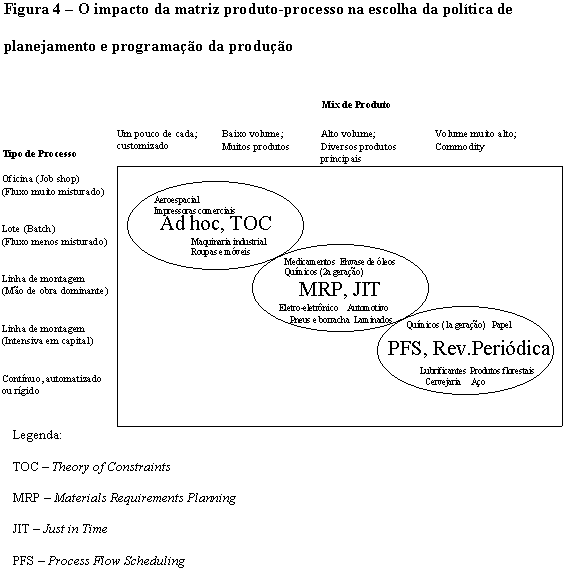 Figura 4 – O impacto da matriz produto-processo na escolha da política de
planejamento e programação da produção
Mix de Produto
Um pouco de cada;
customizado
Baixo volume;
Muitos produtos
Alto volume;
Diversos produtos
principais
Volume muito alto;
Commodity
Tipo de Processo
Oficina (Job shop)
(Fluxo muito misturado)
Lote (Batch)
(Fluxo menos misturado)
Linha de montagem
(Mão de obra dominante)
Linha de montagem
(Intensiva em capital)
Contínuo, automatizado
ou rígido
Aeroespacial
Impressoras comerciais
Ad hoc, TOC
Maquinaria industrial
Roupas e móveis
Medicamentos Envase de óleos
Químicos (2a geração)
MRP, JIT
Eletro-eletrônico Automotivo
Pneus e borracha Laminados
Químicos (1a geração) Papel
PFS, Rev.Periódica
Lubrificantes Produtos florestais
Cervejaria Aço
Legenda:
TOC – Theory of Constraints
MRP – Materials Requirements Planning
JIT – Just in Time
PFS – Process Flow Scheduling